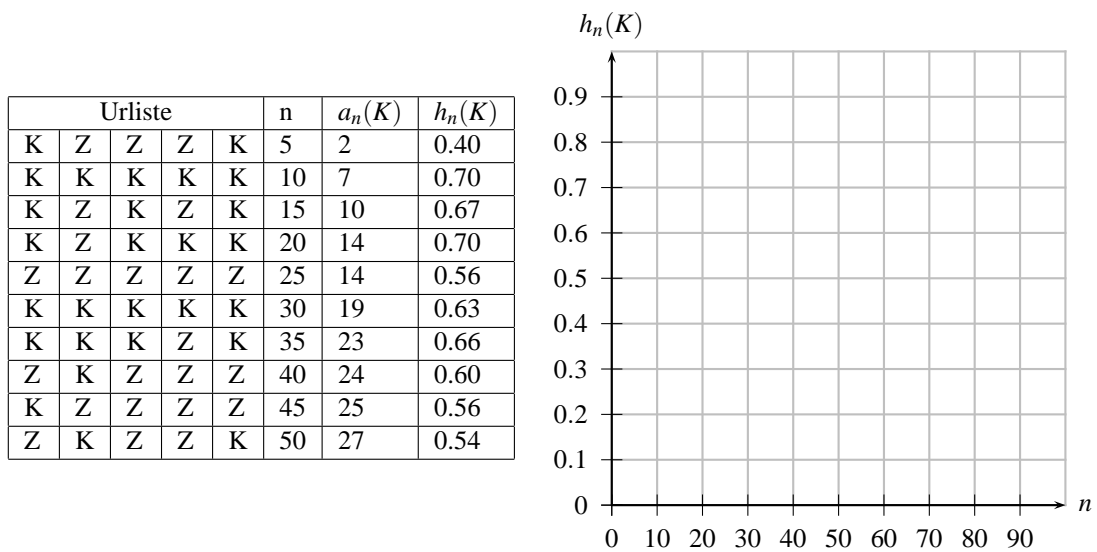 Urliste n a_n(K) h_n(K)
K Z Z Z K 5 2 0.40
K K K K K 10 7 0.70
K Z K Z K 15 10 0.67
K Z K K K 20 14 0.70
Z Z Z Z Z 25 14 0.56
K K K K K 30 19 0.63
K K K Z K 35 23 0.66
Z K Z Z Z 40 24 0.60
K Z Z Z Z 45 25 0.56
Z K Z Z K 50 27 0.54
h_n(K)
0.9
0.8
0.7
0.6
0.5
0.4
0.3
0.2
0.1
0
n
0 10 20 30 40 50 60 70 80 90